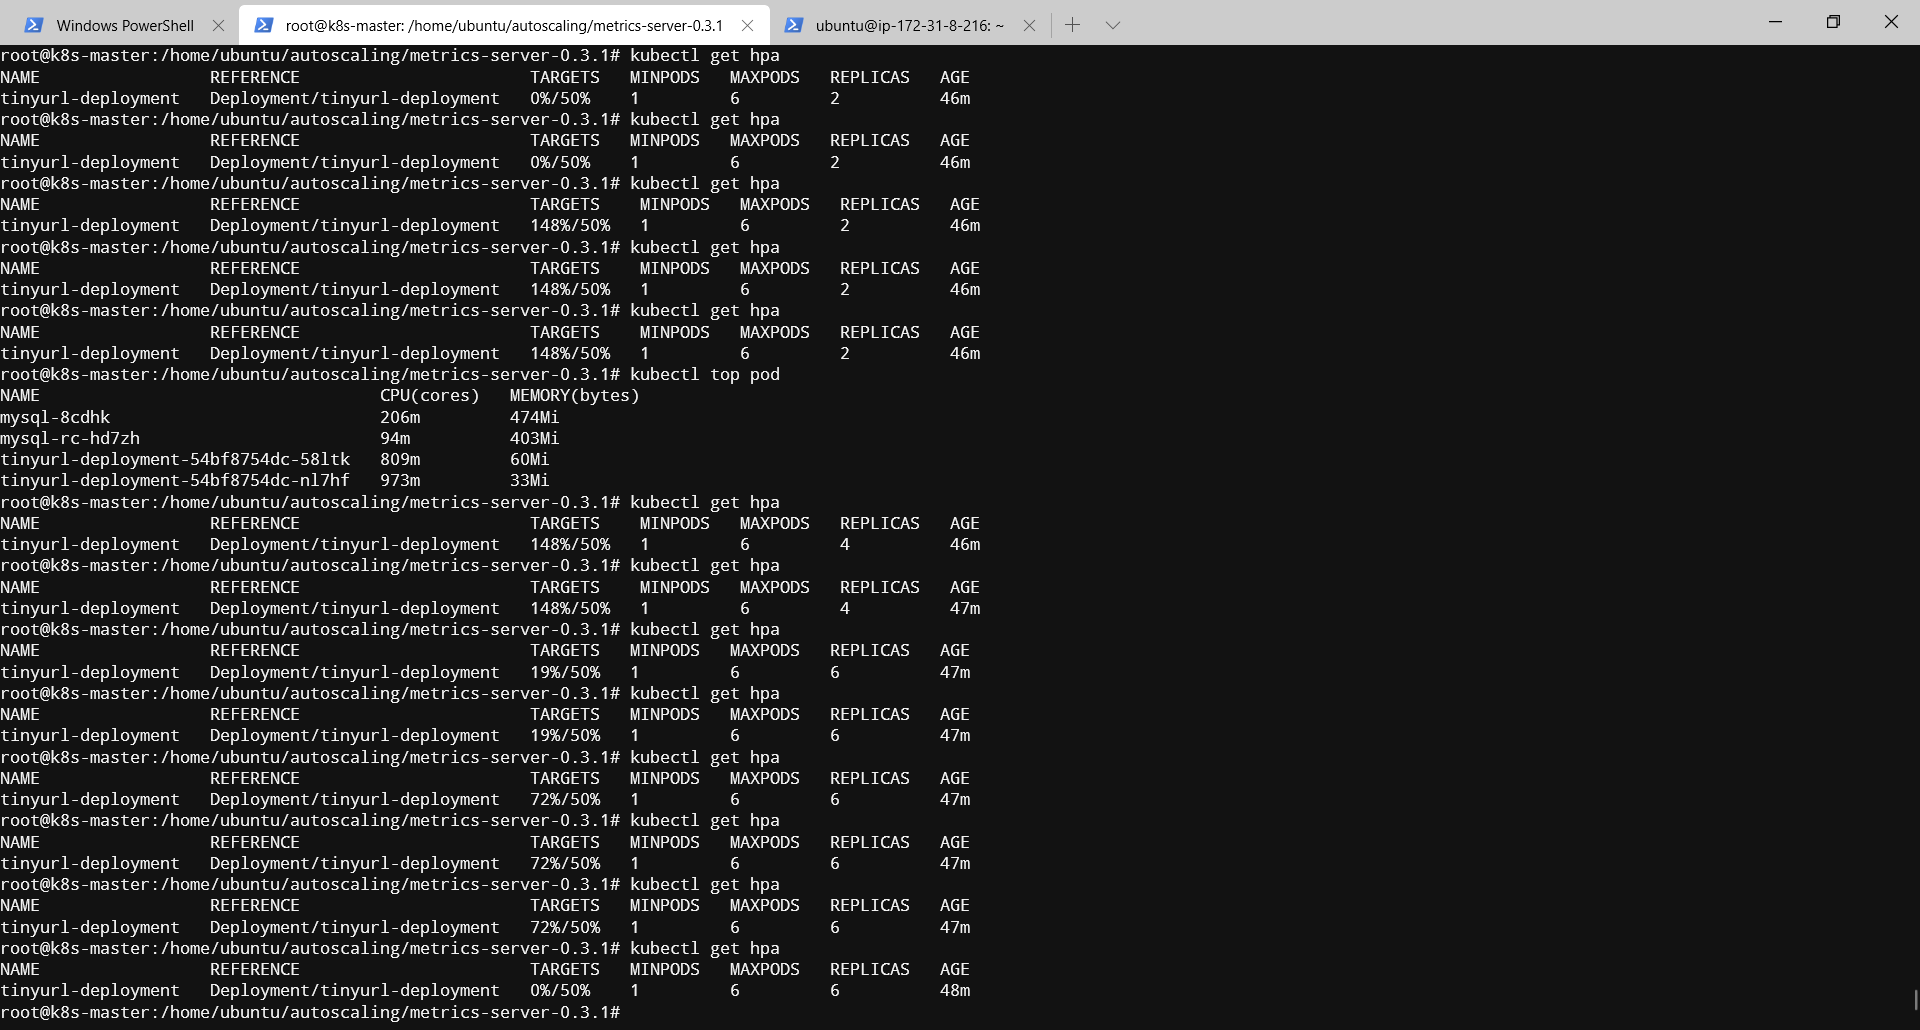 Windows PowerShell
root@k8s-master: /home/ubuntu/autoscaling/metrics-server-0.3.1
ubuntu@ip-172-31-8-216: ~
root@k8s-master:/home/ubuntu/autoscaling/metrics-server-0.3.1# kubectl get hpa
NAME REFERENCE TARGETS MINPODS MAXPODS REPLICAS AGE
tinyurl-deployment Deployment/tinyurl-deployment 0%/50% 1 6 2 46m
root@k8s-master:/home/ubuntu/autoscaling/metrics-server-0.3.1# kubectl get hpa
NAME REFERENCE TARGETS MINPODS MAXPODS REPLICAS AGE
tinyurl-deployment Deployment/tinyurl-deployment 0%/50% 1 6 2 46m
root@k8s-master:/home/ubuntu/autoscaling/metrics-server-0.3.1# kubectl get hpa
NAME REFERENCE TARGETS MINPODS MAXPODS REPLICAS AGE
tinyurl-deployment Deployment/tinyurl-deployment 148%/50% 1 6 2 46m
root@k8s-master:/home/ubuntu/autoscaling/metrics-server-0.3.1# kubectl get hpa
NAME REFERENCE TARGETS MINPODS MAXPODS REPLICAS AGE
tinyurl-deployment Deployment/tinyurl-deployment 148%/50% 1 6 2 46m
root@k8s-master:/home/ubuntu/autoscaling/metrics-server-0.3.1# kubectl get hpa
NAME REFERENCE TARGETS MINPODS MAXPODS REPLICAS AGE
tinyurl-deployment Deployment/tinyurl-deployment 148%/50% 1 6 2 46m
root@k8s-master:/home/ubuntu/autoscaling/metrics-server-0.3.1# kubectl top pod
NAME CPU(cores) MEMORY(bytes)
mysql-8cdhk 206m 474Mi
mysql-rc-hd7zh 94m 403Mi
tinyurl-deployment-54bf8754dc-58ltk 809m 60Mi
tinyurl-deployment-54bf8754dc-nl7hf 973m 33Mi
root@k8s-master:/home/ubuntu/autoscaling/metrics-server-0.3.1# kubectl get hpa
NAME REFERENCE TARGETS MINPODS MAXPODS REPLICAS AGE
tinyurl-deployment Deployment/tinyurl-deployment 148%/50% 1 6 4 46m
root@k8s-master:/home/ubuntu/autoscaling/metrics-server-0.3.1# kubectl get hpa
NAME REFERENCE TARGETS MINPODS MAXPODS REPLICAS AGE
tinyurl-deployment Deployment/tinyurl-deployment 148%/50% 1 6 4 47m
root@k8s-master:/home/ubuntu/autoscaling/metrics-server-0.3.1# kubectl get hpa
NAME REFERENCE TARGETS MINPODS MAXPODS REPLICAS AGE
tinyurl-deployment Deployment/tinyurl-deployment 19%/50% 1 6 6 47m
root@k8s-master:/home/ubuntu/autoscaling/metrics-server-0.3.1# kubectl get hpa
NAME REFERENCE TARGETS MINPODS MAXPODS REPLICAS AGE
tinyurl-deployment Deployment/tinyurl-deployment 19%/50% 1 6 6 47m
root@k8s-master:/home/ubuntu/autoscaling/metrics-server-0.3.1# kubectl get hpa
NAME REFERENCE TARGETS MINPODS MAXPODS REPLICAS AGE
tinyurl-deployment Deployment/tinyurl-deployment 72%/50% 1 6 6 47m
root@k8s-master:/home/ubuntu/autoscaling/metrics-server-0.3.1# kubectl get hpa
NAME REFERENCE TARGETS MINPODS MAXPODS REPLICAS AGE
tinyurl-deployment Deployment/tinyurl-deployment 72%/50% 1 6 6 47m
root@k8s-master:/home/ubuntu/autoscaling/metrics-server-0.3.1# kubectl get hpa
NAME REFERENCE TARGETS MINPODS MAXPODS REPLICAS AGE
tinyurl-deployment Deployment/tinyurl-deployment 72%/50% 1 6 6 47m
root@k8s-master:/home/ubuntu/autoscaling/metrics-server-0.3.1# kubectl get hpa
NAME REFERENCE TARGETS MINPODS MAXPODS REPLICAS AGE
tinyurl-deployment Deployment/tinyurl-deployment 0%/50% 1 6 6 48m
root@k8s-master:/home/ubuntu/autoscaling/metrics-server-0.3.1#